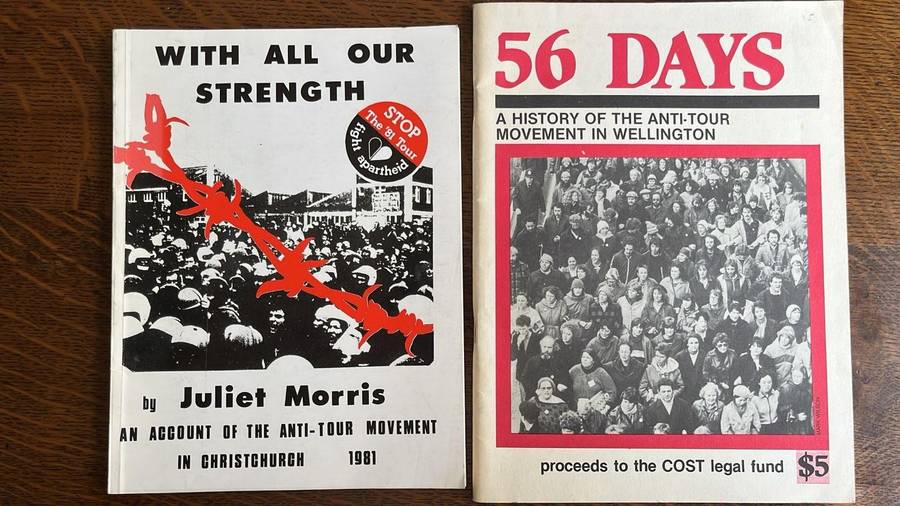 WITH ALL OUR
STRENGTH
STOP
The '81 Tour
fight apartheid
by Juliet Morris
AN ACCOUNT OF THE ANTI-TOUR MOVEMENT
IN CHRISTCHURCH 1981
56 DAYS
A HISTORY OF THE ANTI-TOUR
MOVEMENT IN WELLINGTON
MARK WILSON
proceeds to the COST legal fund $5